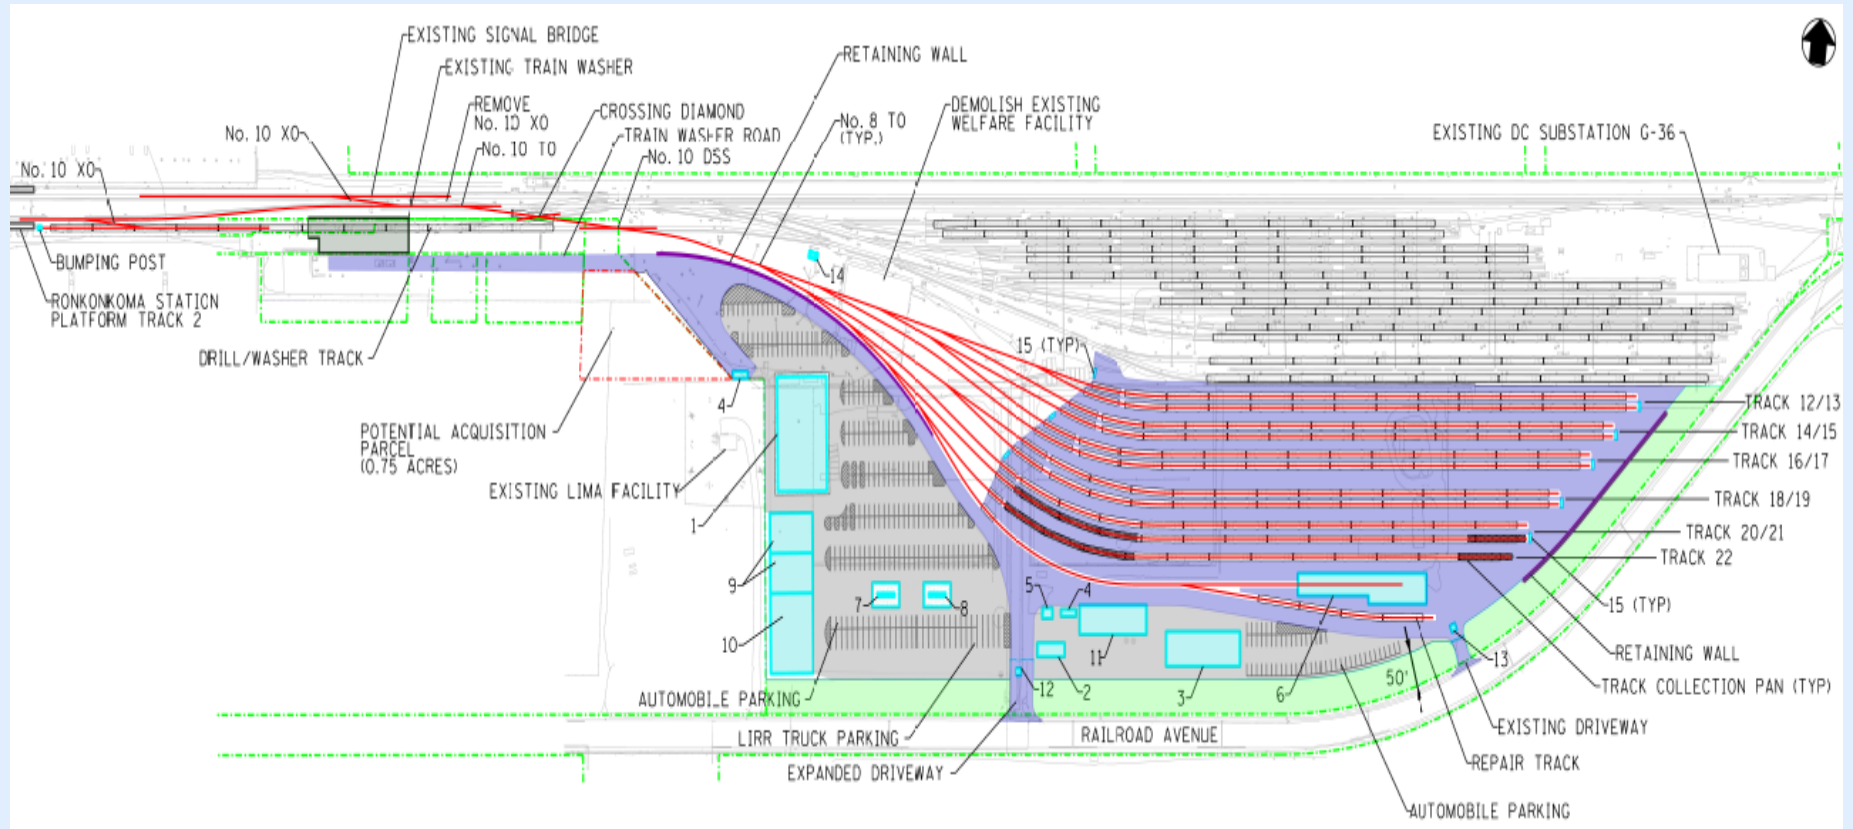 EXISTING SIGNAL BRIDGE
EXISTING TRAIN WASHER
RETAINING WALL
REMOVE
No. 10 XO
CROSSING DIAMOND
No. 8 TO
(TYP.)
DEMOLISH EXISTING
WELFARE FACILITY
No. 10 XO
TRAIN WASHER ROAD
EXISTING DC SUBSTATION G-36
No. 10 TO
No. 10 DSS
No. 10 XO
BUMPING POST
14
RONKONKOMA STATION
PLATFORM TRACK 2
DRILL/WASHER TRACK
15 (TYP)
4
TRACK 12/13
POTENTIAL ACQUISITION
PARCEL
(0.75 ACRES)
TRACK 14/15
TRACK 16/17
EXISTING LIMA FACILITY
TRACK 18/19
1
TRACK 20/21
TRACK 22
9
7
8
5
4
15 (TYP)
10
11
13
RETAINING WALL
12
2
3
6
50'
TRACK COLLECTION PAN (TYP)
AUTOMOBILE PARKING
EXISTING DRIVEWAY
LIRR TRUCK PARKING
RAILROAD AVENUE
REPAIR TRACK
EXPANDED DRIVEWAY
AUTOMOBILE PARKING